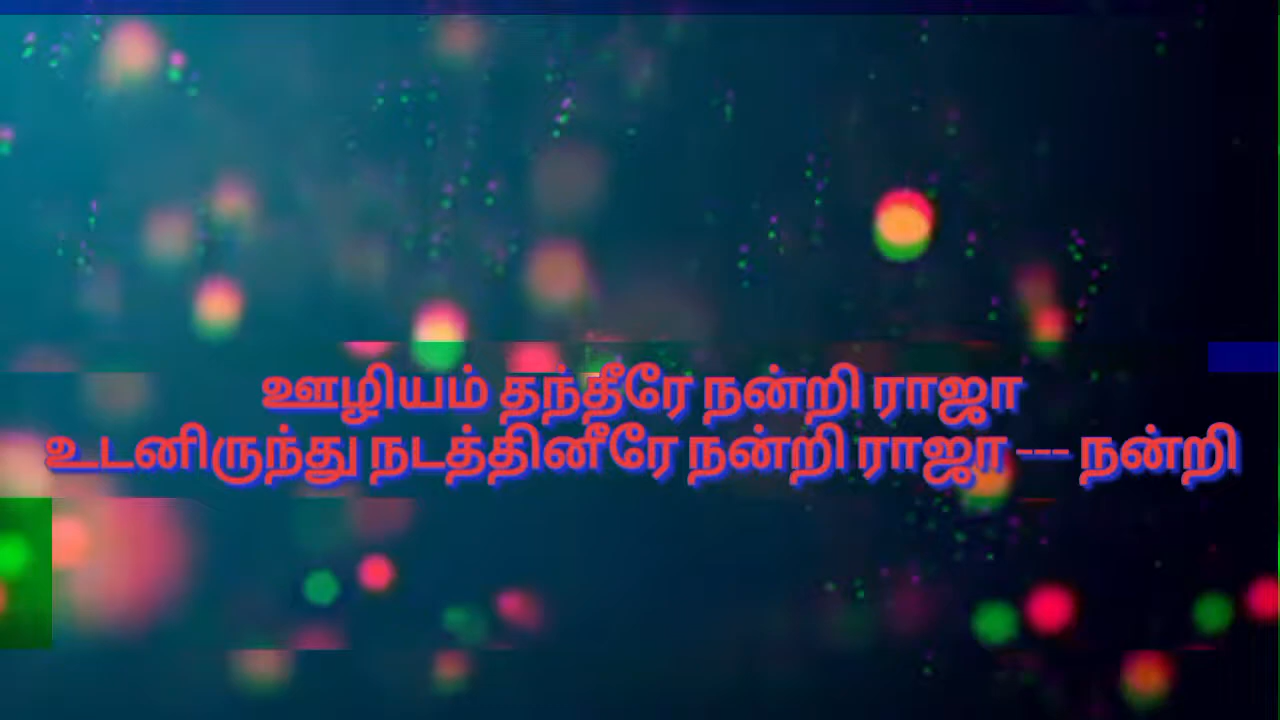 ஊழியம் தந்தீரே நன்றி ராஜா
உடனிருந்து நடத்தினீரே நன்றி ராஜா --- நன்றி